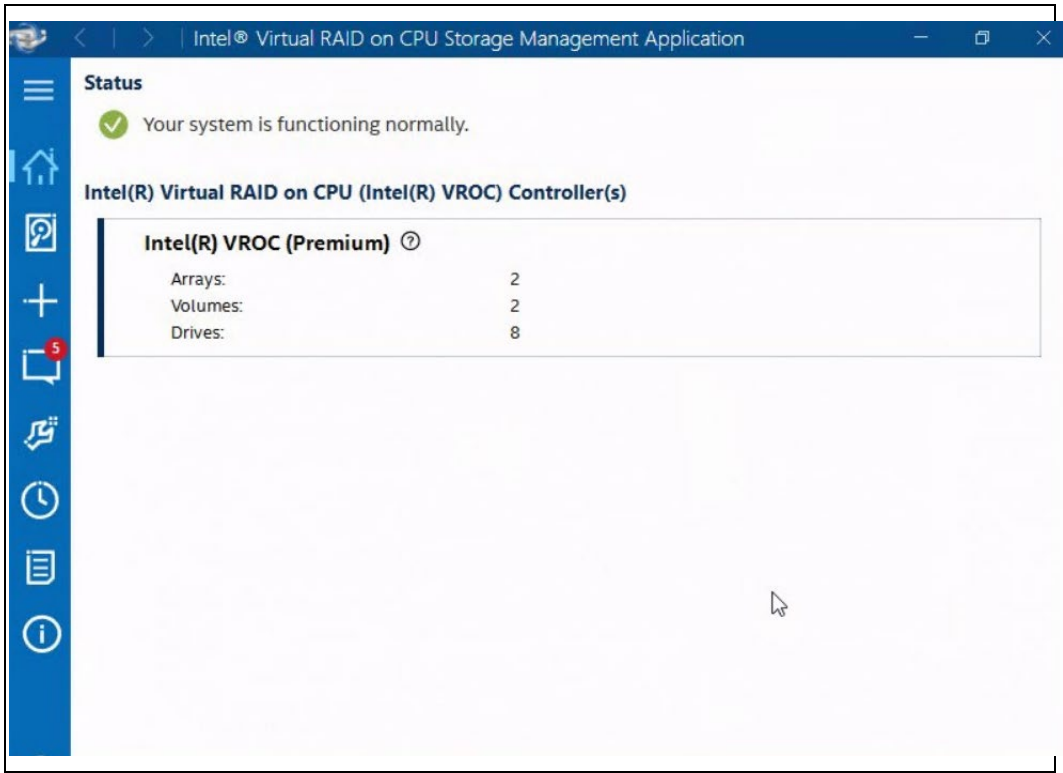 Intel® Virtual RAID on CPU Storage Management Application
Status
Your system is functioning normally.
Intel(R) Virtual RAID on CPU (Intel(R) VROC) Controller(s)
Intel(R) VROC (Premium) ?
Arrays: 2
Volumes: 2
Drives: 8
5